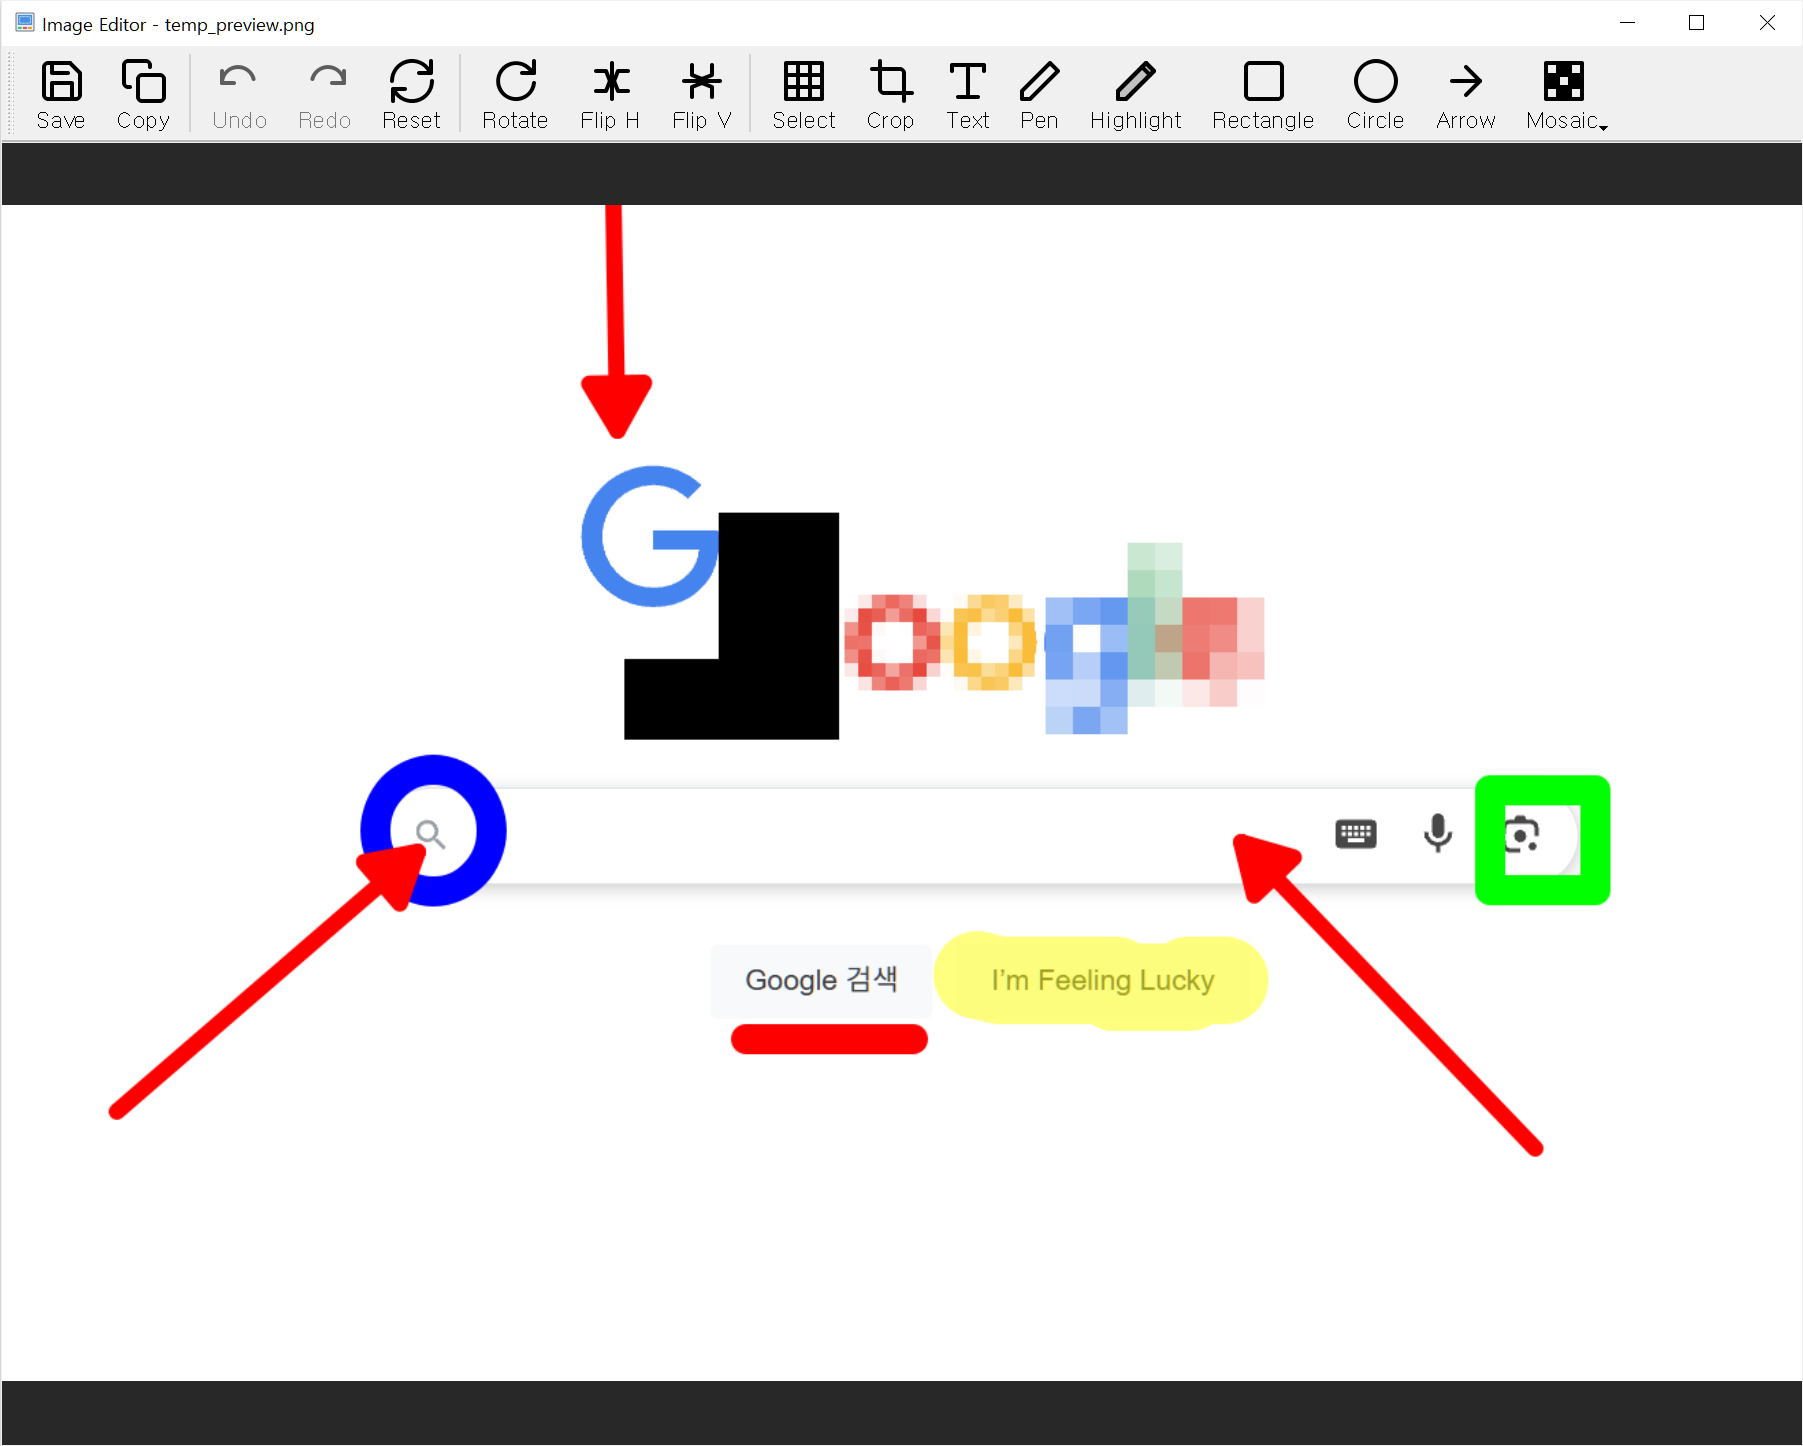 Image Editor - temp_preview.png
Save Copy Undo Redo Reset Rotate Flip H Flip V Select Crop Text Pen Highlight Rectangle Circle Arrow Mosaic
G
Google 검색 I’m Feeling Lucky